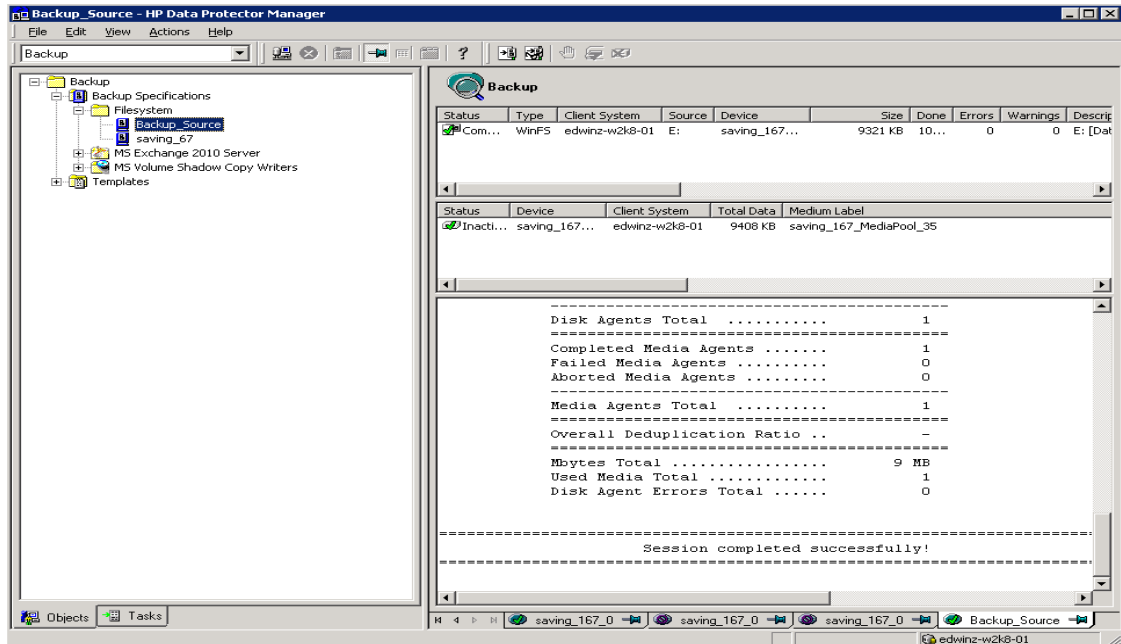 Backup_Source - HP Data Protector Manager
File Edit View Actions Help
Backup
Backup
Backup Specifications
Filesystem
Backup_Source
saving_67
MS Exchange 2010 Server
MS Volume Shadow Copy Writers
Templates
Objects Tasks
Backup
Status Type Client System Source Device Size Done Errors Warnings Descrip
Com... WinFS edwinz-w2k8-01 E: saving_167... 9321 KB 10... 0 0 E: [Dat
Status Device Client System Total Data Medium Label
Inacti... saving_167... edwinz-w2k8-01 9408 KB saving_167_MediaPool_35
------------------------------------------------
Disk Agents Total ........... 1
================================================
Completed Media Agents ....... 1
Failed Media Agents .......... 0
Aborted Media Agents ......... 0
------------------------------------------------
Media Agents Total .......... 1
================================================
Overall Deduplication Ratio .. -
================================================
Mbytes Total ................. 9 MB
Used Media Total ............. 1
Disk Agent Errors Total ...... 0
================================================
Session completed successfully!
================================================
saving_167_0 saving_167_0 saving_167_0 Backup_Source
edwinz-w2k8-01